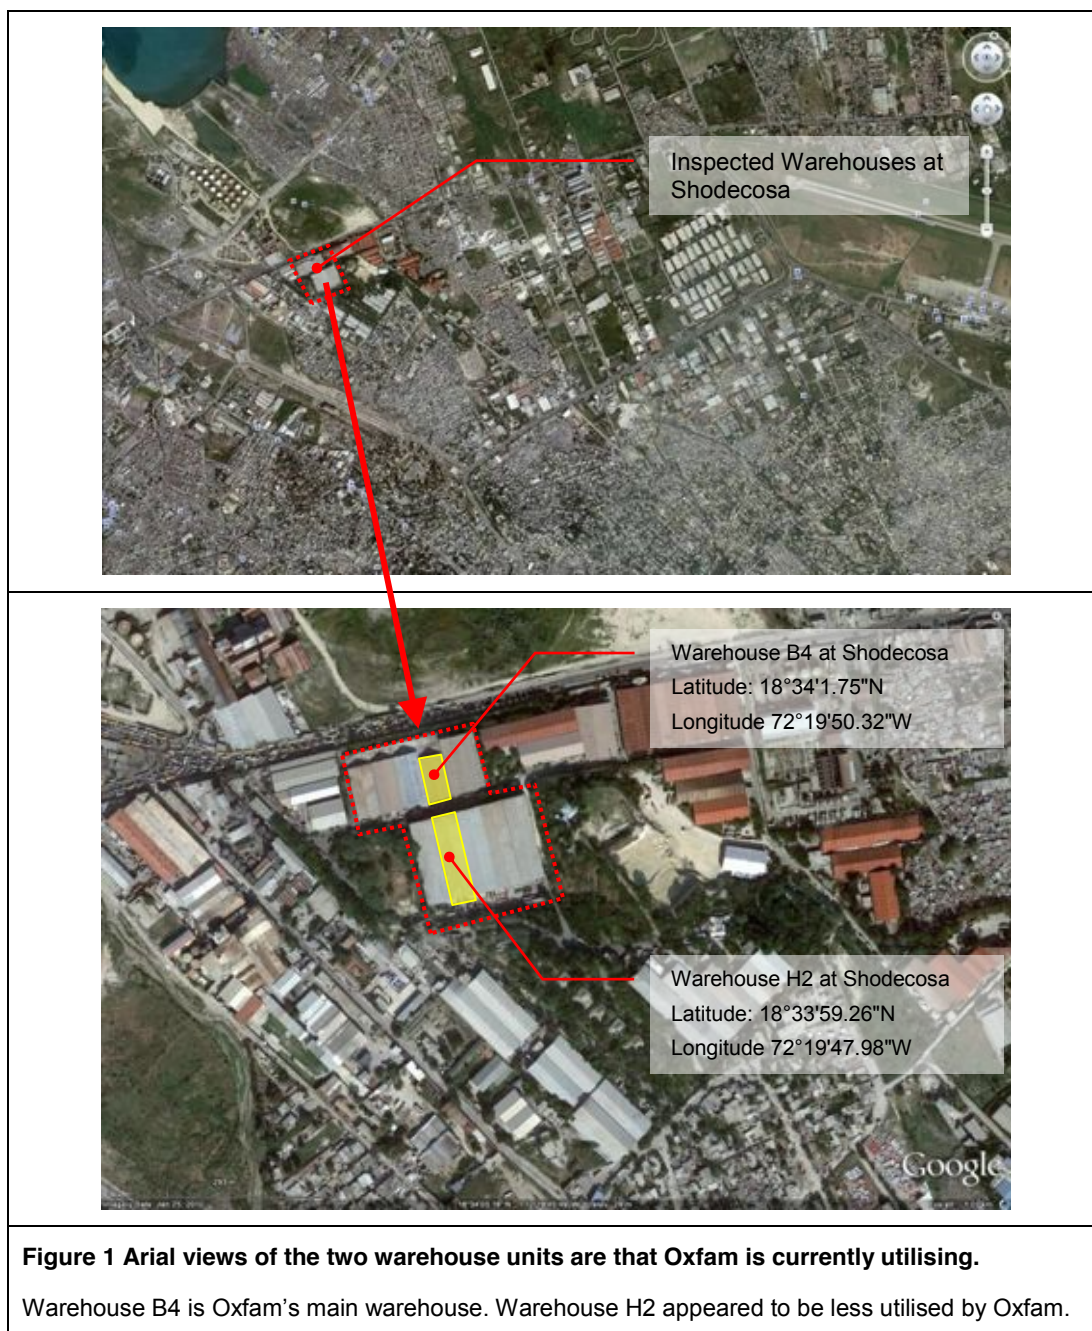 Inspected Warehouses at
Shodecosa
Warehouse B4 at Shodecosa
Latitude: 18°34'1.75"N
Longitude 72°19'50.32"W
Warehouse H2 at Shodecosa
Latitude: 18°33'59.26"N
Longitude 72°19'47.98"W
Google
Figure 1 Arial views of the two warehouse units are that Oxfam is currently utilising.
Warehouse B4 is Oxfam's main warehouse. Warehouse H2 appeared to be less utilised by Oxfam.